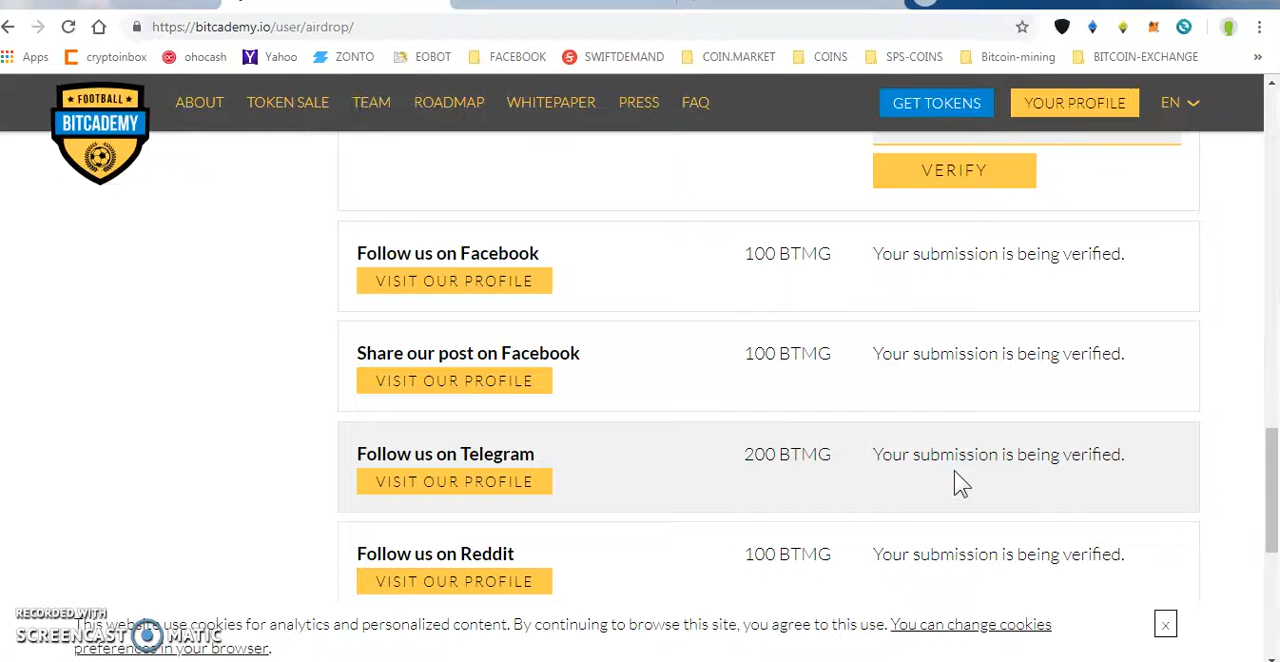 https://bitcademy.io/user/airdrop/
Apps cryptoinbox ohocash Yahoo ZONTO EOBOT FACEBOOK SWIFTDEMAND COIN.MARKET COINS SPS-COINS Bitcoin-mining BITCOIN-EXCHANGE »
FOOTBALL
BITCADEMY
ABOUT TOKEN SALE TEAM ROADMAP WHITEPAPER PRESS FAQ GET TOKENS YOUR PROFILE EN
VERIFY
Follow us on Facebook 100 BTMG Your submission is being verified.
VISIT OUR PROFILE
Share our post on Facebook 100 BTMG Your submission is being verified.
VISIT OUR PROFILE
Follow us on Telegram 200 BTMG Your submission is being verified.
VISIT OUR PROFILE
Follow us on Reddit 100 BTMG Your submission is being verified.
VISIT OUR PROFILE
RECORDED WITH
SCREENCAST MATIC
This website use cookies for analytics and personalized content. By continuing to browse this site, you agree to this use. You can change cookies x
preferences in your browser.